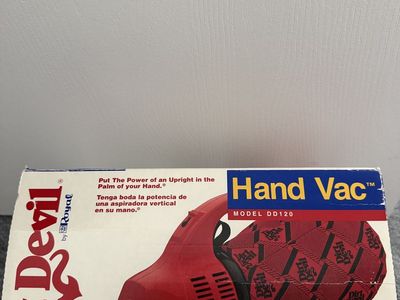 Put The Power of an Upright in the
Palm of your Hand.®
Tenga boda la potencia de
una aspiradora vertical
en su mano.®
Hand Vac™
MODEL DD120
Devil®
by Royal